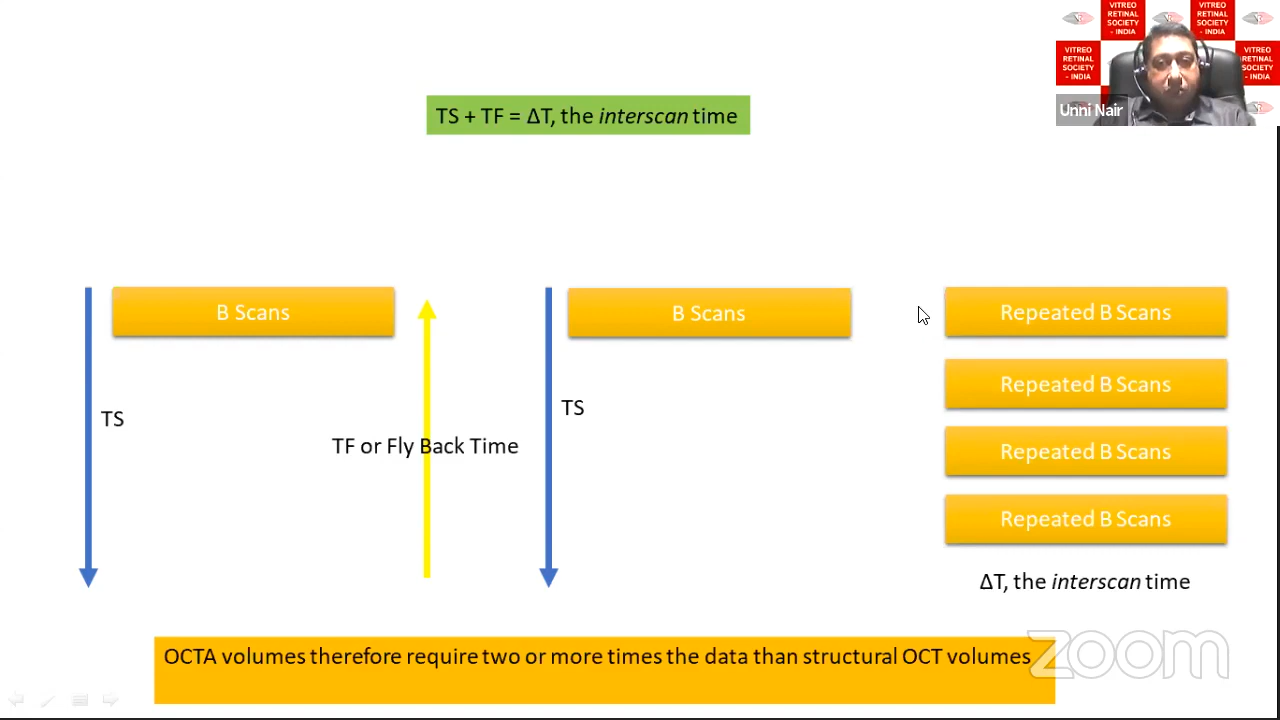 VITREO
RETINAL
SOCIETY
- INDIA
VITREO
RETINAL
SOCIETY
- INDIA
VITREO
RETINAL
SOCIETY
- INDIA
VITREO
RETINAL
SOCIETY
- INDIA
Unni Nair
TS + TF = ΔT, the interscan time
B Scans
B Scans
Repeated B Scans
Repeated B Scans
TS
TS
TF or Fly Back Time
Repeated B Scans
Repeated B Scans
ΔT, the interscan time
OCTA volumes therefore require two or more times the data than structural OCT volumes
zoom